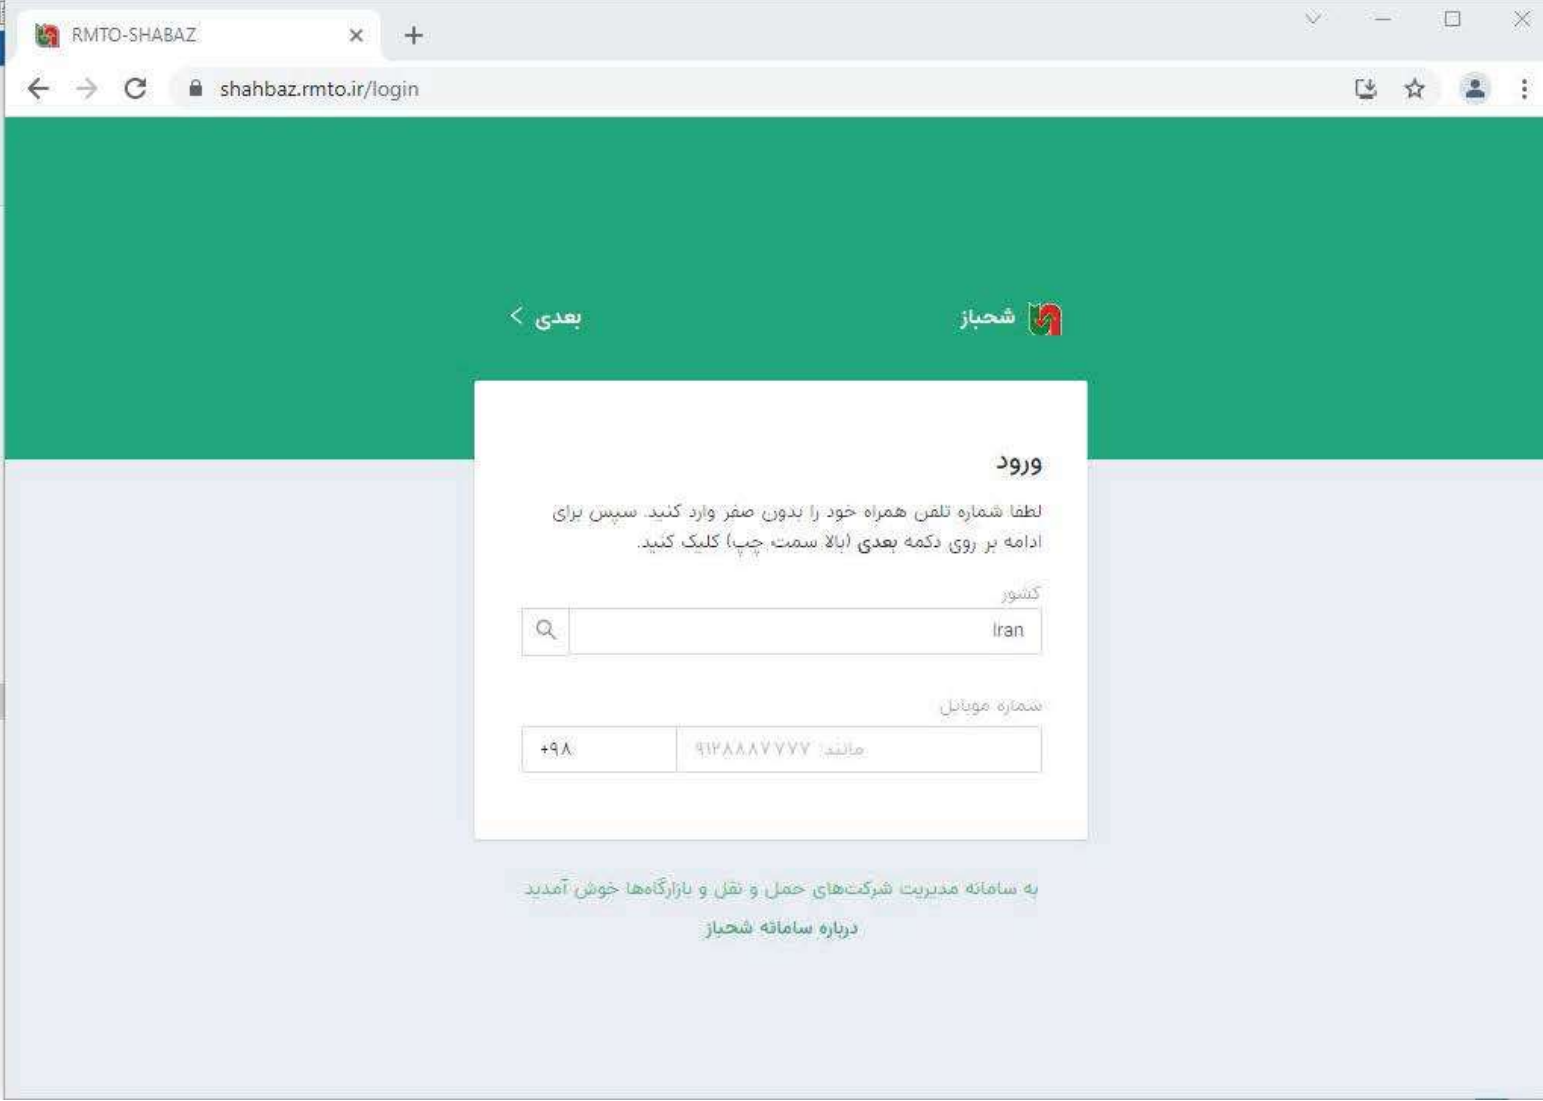 RMTO-SHABAZ
shahbaz.rmto.ir/login
شحباز
بعدی
ورود
لطفا شماره تلفن همراه خود را بدون صفر وارد کنید. سپس برای
ادامه بر روی دکمه بعدی (بالا سمت چپ) کلیک کنید.
کشور
Iran
شماره موبایل
مانند: ۹۱۲۸۸۸۷۷۷۷
+۹۸
به سامانه مدیریت شرکت‌های حمل و نقل و بازارگاه‌ها خوش آمدید
درباره سامانه شحباز